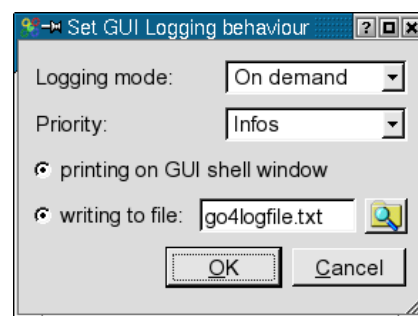 Set GUI Logging behaviour
Logging mode: On demand
Priority: Infos
printing on GUI shell window
writing to file: go4logfile.txt
OK Cancel